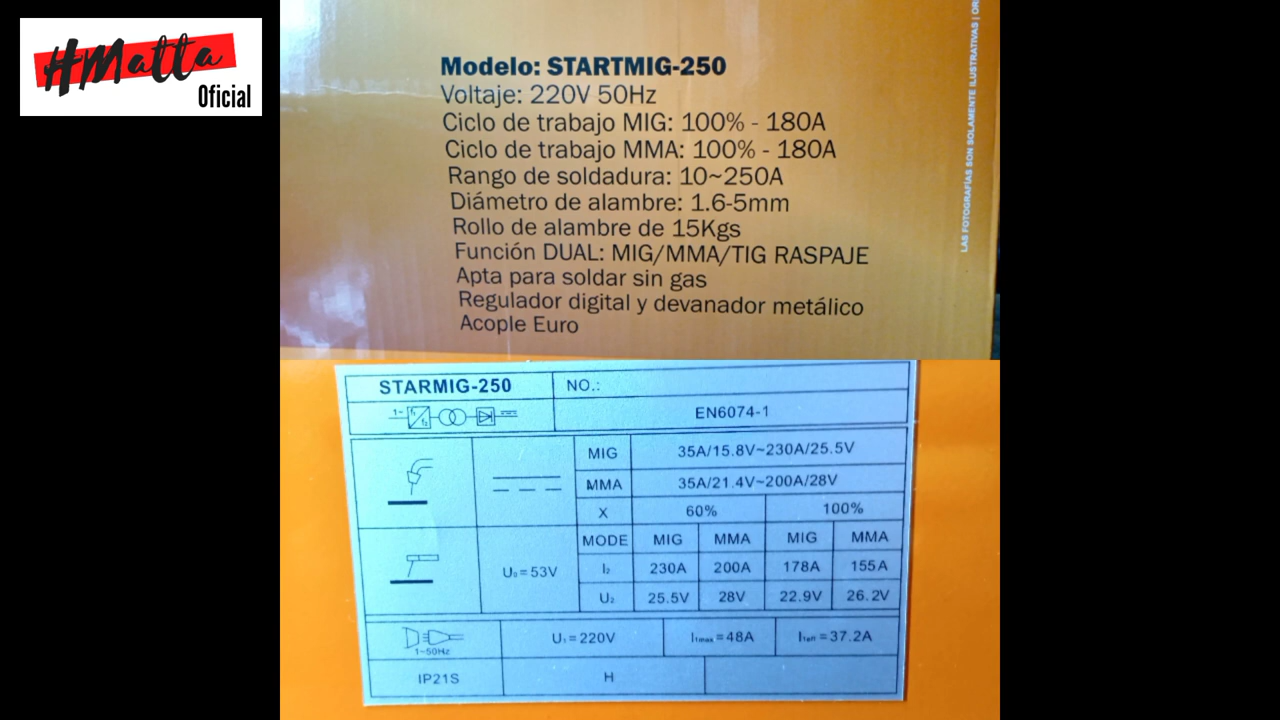 HMatta
Oficial
Modelo: STARTMIG-250
Voltaje: 220V 50Hz
Ciclo de trabajo MIG: 100% - 180A
Ciclo de trabajo MMA: 100% - 180A
Rango de soldadura: 10~250A
Diámetro de alambre: 1.6-5mm
Rollo de alambre de 15Kgs
Función DUAL: MIG/MMA/TIG RASPAJE
Apta para soldar sin gas
Regulador digital y devanador metálico
Acople Euro
LAS FOTOGRAFÍAS SON SOLAMENTE ILUSTRATIVAS |
STARMIG-250 NO.:
1~ f₁ f₂ EN6074-1
MIG 35A/15.8V~230A/25.5V
MMA 35A/21.4V~200A/28V
X 60% 100%
MODE MIG MMA MIG MMA
U₀=53V I₂ 230A 200A 178A 155A
U₂ 25.5V 28V 22.9V 26.2V
1~50Hz U₁=220V I₁max=48A I₁eff=37.2A
IP21S H